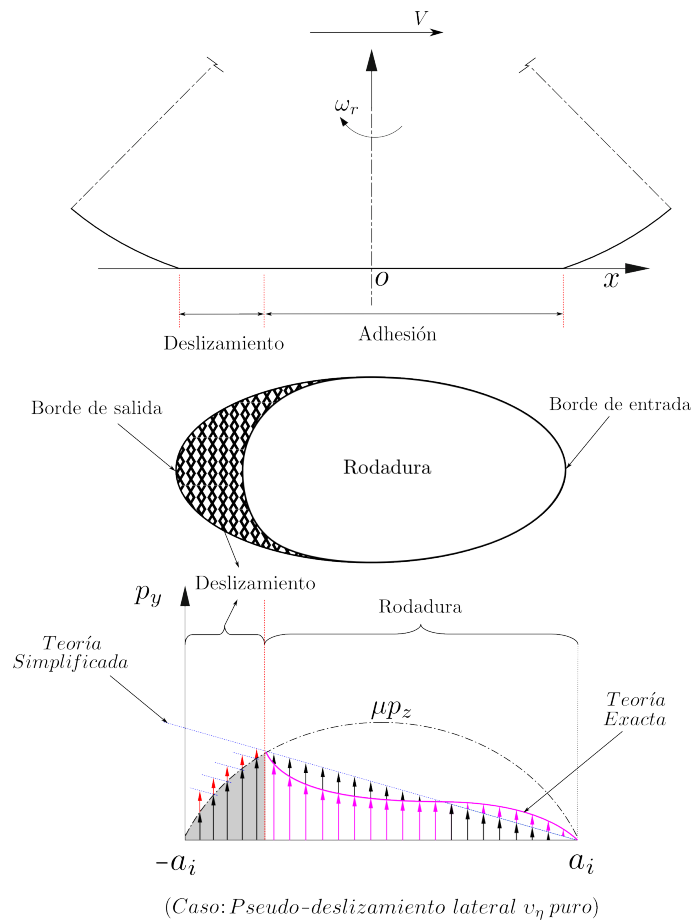 V
ω_r
O
x
Deslizamiento
Adhesión
Borde de salida
Borde de entrada
Rodadura
Deslizamiento
p_y
Rodadura
Teoría
Simplificada
μp_z
Teoría
Exacta
-a_i
a_i
(Caso: Pseudo-deslizamiento lateral υ_η puro)